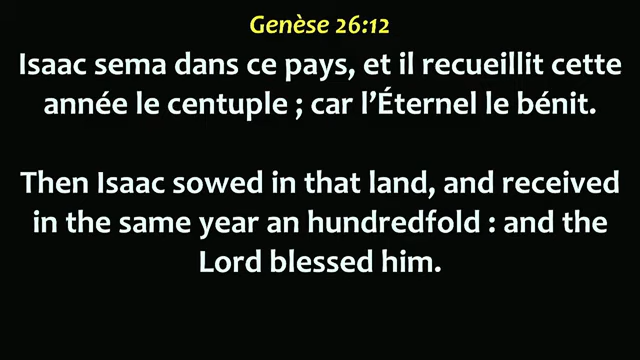 Genèse 26:12
Isaac sema dans ce pays, et il recueillit cette
année le centuple ; car l’Éternel le bénit.
Then Isaac sowed in that land, and received
in the same year an hundredfold : and the
Lord blessed him.